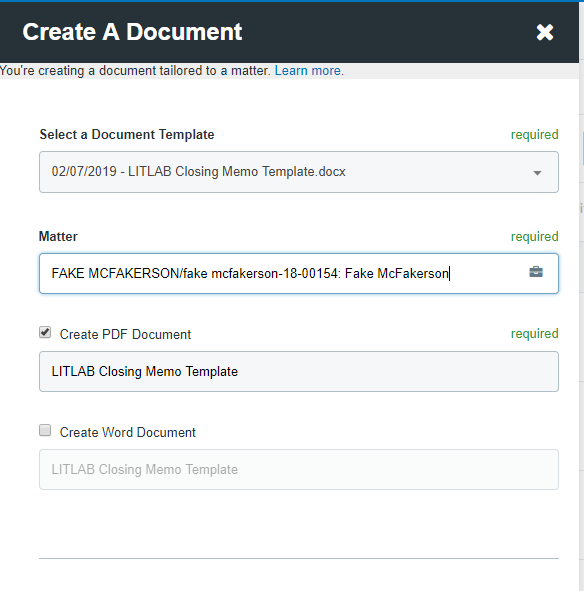 Create A Document
You're creating a document tailored to a matter. Learn more.
Select a Document Template required
02/07/2019 - LITLAB Closing Memo Template.docx
Matter required
FAKE MCFAKERSON/fake mcfakerson-18-00154: Fake McFakerson
Create PDF Document required
LITLAB Closing Memo Template
Create Word Document
LITLAB Closing Memo Template